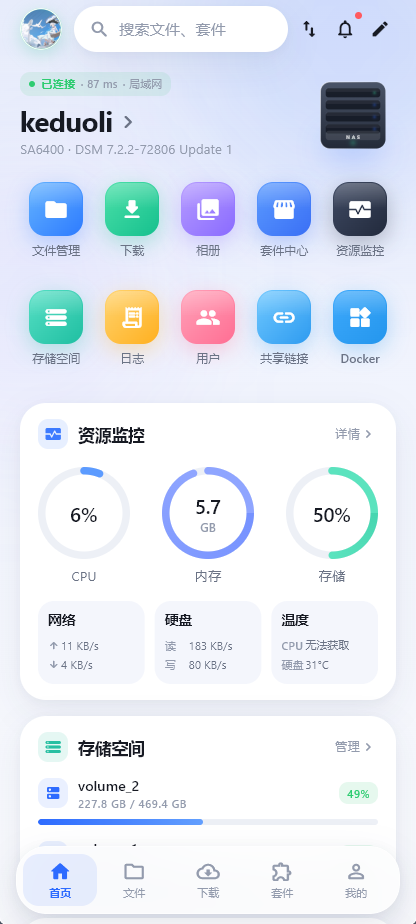 搜索文件、套件
已连接 · 87 ms · 局域网
keduoli
SA6400 · DSM 7.2.2-72806 Update 1
NAS
文件管理 下载 相册 套件中心 资源监控
存储空间 日志 用户 共享链接 Docker
资源监控 详情
6% 5.7 GB 50%
CPU 内存 存储
网络 硬盘 温度
11 KB/s 读 183 KB/s CPU 无法获取
4 KB/s 写 80 KB/s 硬盘 31°C
存储空间 管理
volume_2 49%
227.8 GB / 469.4 GB
首页 文件 下载 套件 我的